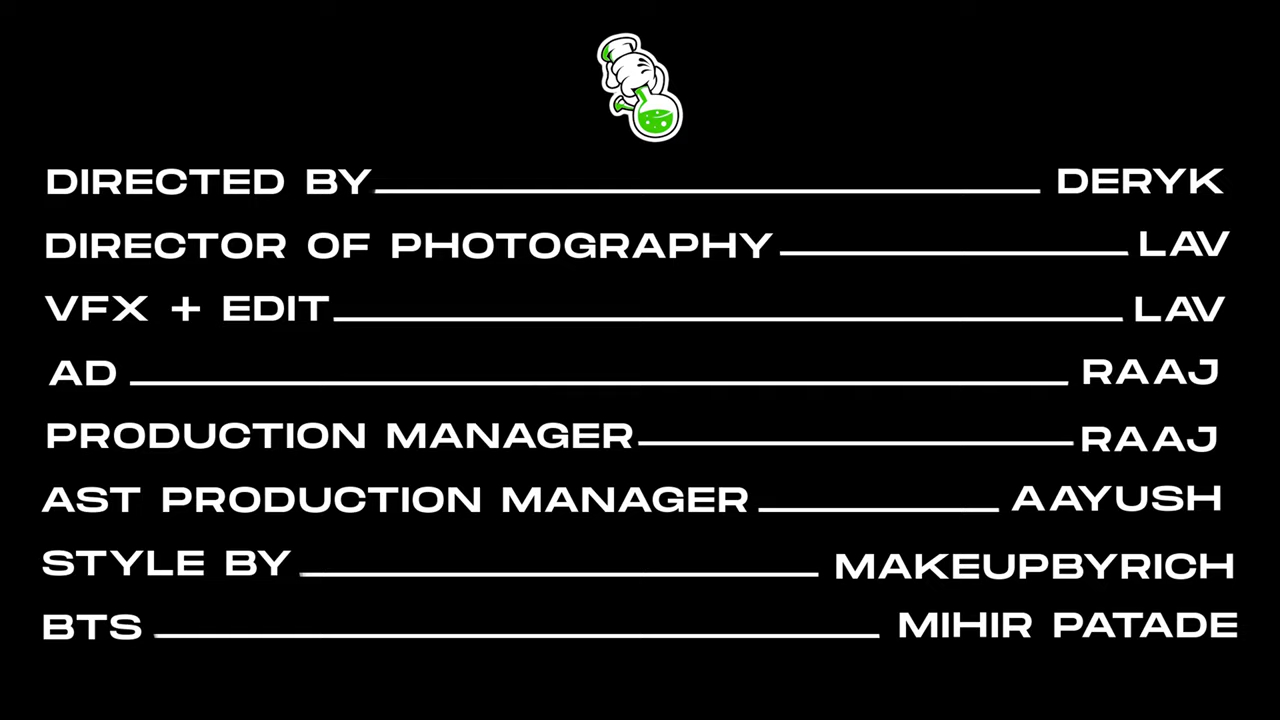 DIRECTED BY DERYK
DIRECTOR OF PHOTOGRAPHY LAV
VFX + EDIT LAV
AD RAAJ
PRODUCTION MANAGER RAAJ
AST PRODUCTION MANAGER AAYUSH
STYLE BY MAKEUPBYRICH
BTS MIHIR PATADE